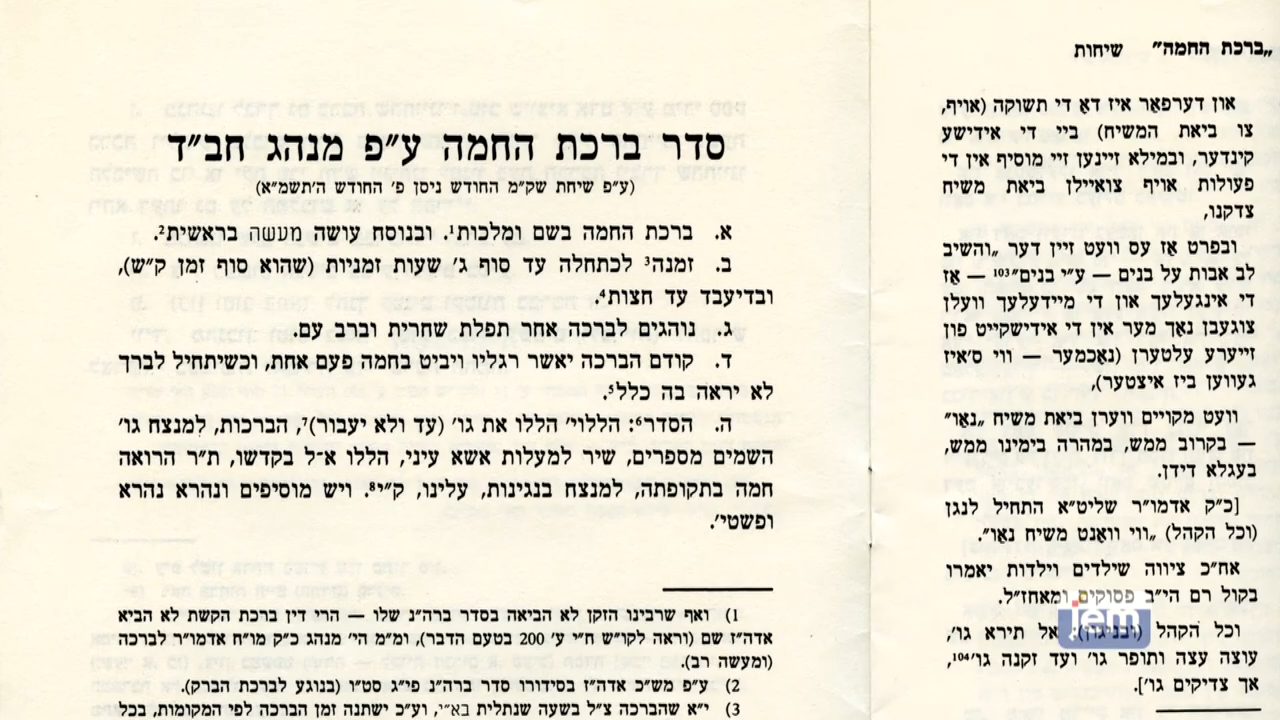 „ברכת החמה״ שיחות
און דערפאַר איז דאָ די תשוקה (אויף,
צו ביאת המשיח) ביי די אידישע
קינדער, ובמילא זיינען זיי מוסיף אין די
פעולות אויף צואיילן ביאת משיח
צדקנו,
ובפרט אַז עס וועט זיין דער „והשיב
לב אבות על בנים — ע״י בנים״103 — אַז
די אינגעלעך און די מיידעלעך וועלן
צוגעבן נאָך מער אין די אידישקייט פון
זייערע עלטערן (נאָכמער — ווי ס׳איז
געווען ביז איצטער),
וועט מקויים ווערן ביאת משיח „נאַו״
— בקרוב ממש, במהרה בימינו ממש,
בעגלא דידן.
[כ״ק אדמו״ר שליט״א התחיל לנגן
(וכל הקהל) „ווי וואַנט משיח נאַו״.
אח״כ ציווה שילדים וילדות יאמרו
בקול רם הי״ב פסוקים ומאחז״ל.
וכל הקהל (ובניגון) אל תירא גו׳,
עוצה עצה ותופר גו׳ ועד זקנה גו׳104,
אך צדיקים גו׳].
סדר ברכת החמה ע״פ מנהג חב״ד
(ע״פ שיחת שק״מ החודש ניסן פ׳ החודש ה׳תשמ״א)
א. ברכת החמה בשם ומלכות1. ובנוסח עושה מעשה בראשית2.
ב. זמנה3 לכתחלה עד סוף ג׳ שעות זמניות (שהוא סוף זמן ק״ש),
ובדיעבד עד חצות4.
ג. נוהגים לברכה אחר תפלת שחרית וברב עם.
ד. קודם הברכה יאשר רגליו ויביט בחמה פעם אחת, וכשיתחיל לברך
לא יראה בה כלל5.
ה. הסדר6: הללוי׳ הללו את גו׳ (עד ולא יעבור)7, הברכות, למנצח גו׳
השמים מספרים, שיר למעלות אשא עיני, הללו א־ל בקדשו, ת״ר הרואה
חמה בתקופתה, למנצח בנגינות, עלינו, ק״י8. ויש מוסיפים ונהרא נהרא
ופשטי׳.
1) ואף שרבינו הזקן לא הביאה בסדר ברה״נ שלו — הרי דין ברכת הקשת לא הביא
אדה״ז שם (וראה לקו״ש ח״י ע׳ 200 בטעם הדבר), ומ״מ הי׳ מנהג כ״ק מו״ח אדמו״ר לברכה
(ומעשה רב).
2) ע״פ מש״כ אדה״ז בסידורו סדר ברה״נ פי״ג סט״ו (בנוגע לברכת הברק).
3) י״א שהברכה צ״ל בשעה שנתלית בא״י, וע״כ ישתנה זמן הברכה לפי המקומות, בכל
jem